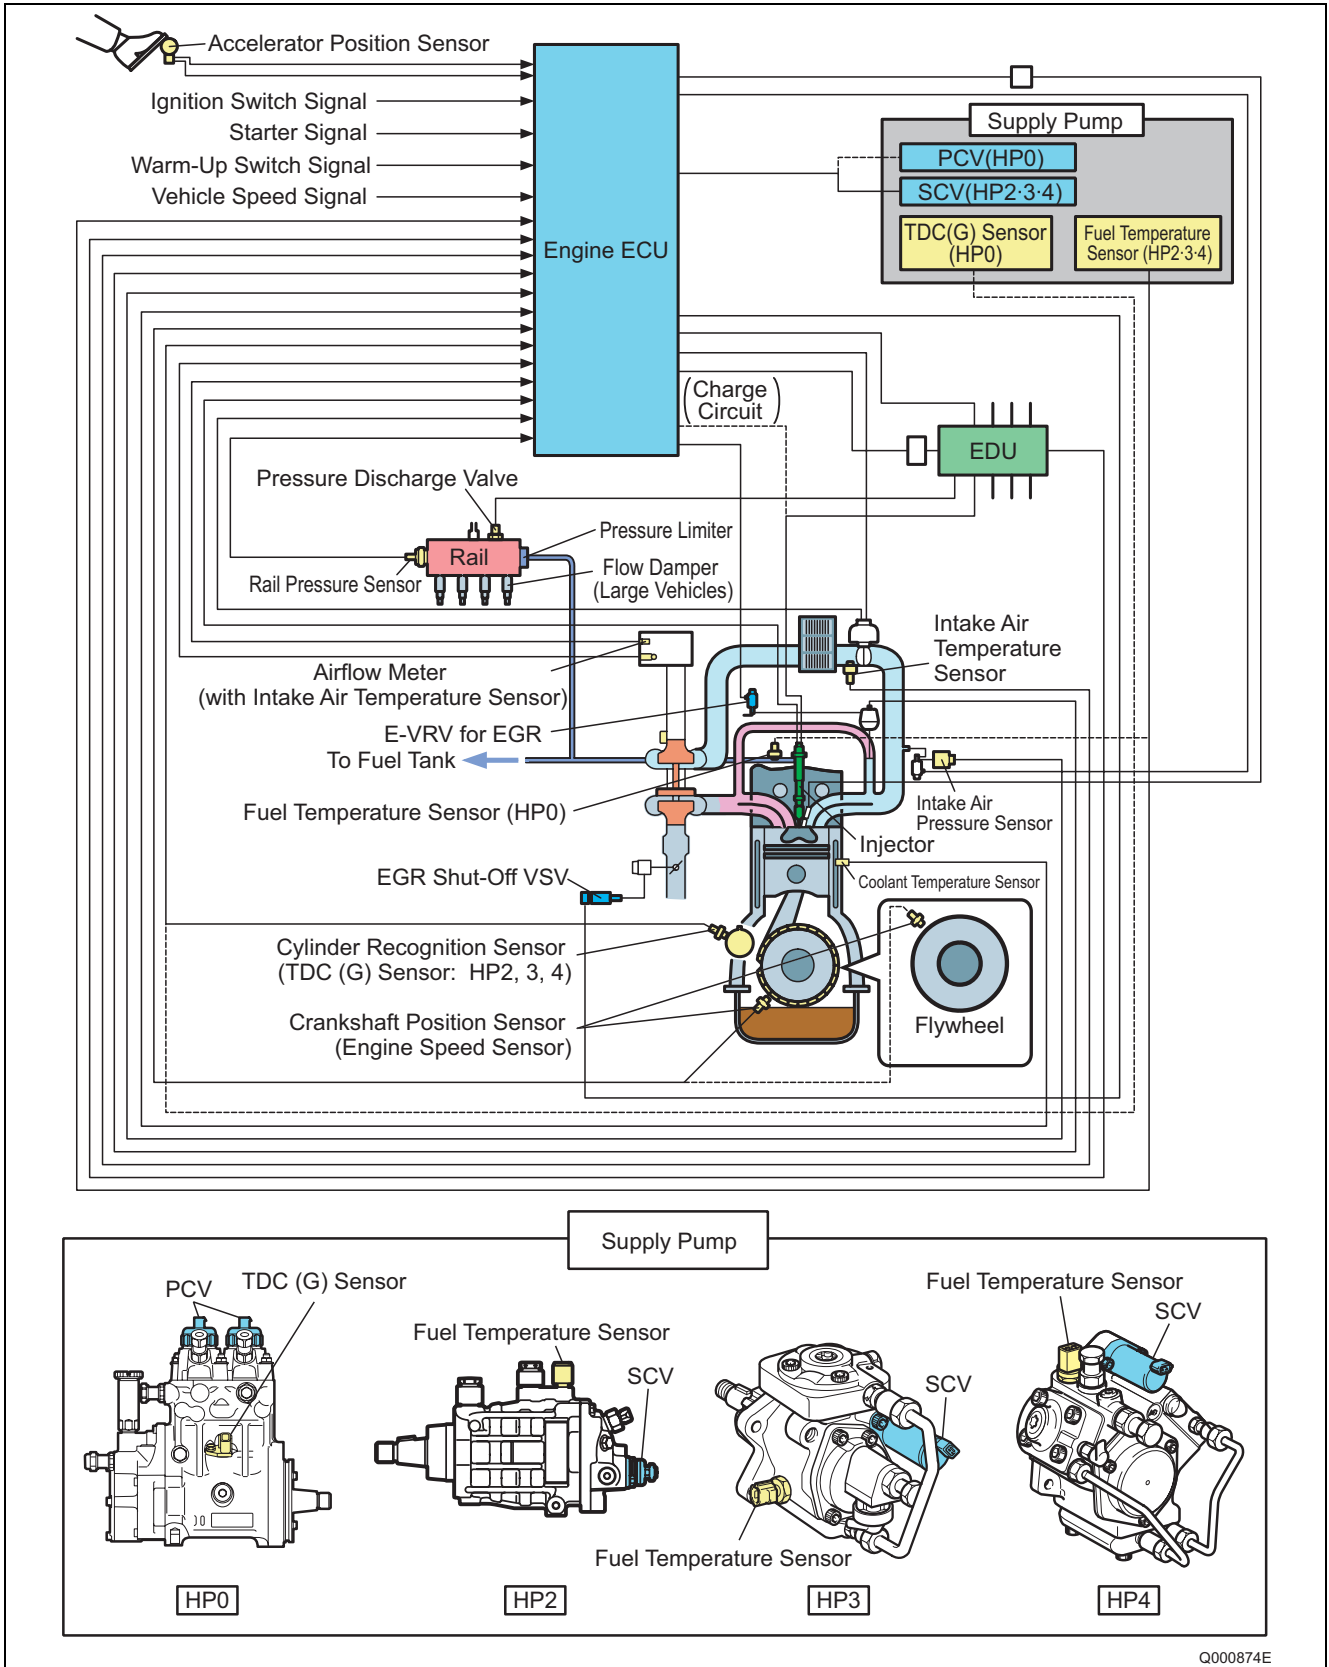 Accelerator Position Sensor
Ignition Switch Signal
Starter Signal
Warm-Up Switch Signal
Vehicle Speed Signal
Engine ECU
Supply Pump
PCV(HP0)
SCV(HP2·3·4)
TDC(G) Sensor
(HP0)
Fuel Temperature
Sensor (HP2·3·4)
(Charge
Circuit)
EDU
Pressure Discharge Valve
Pressure Limiter
Rail
Rail Pressure Sensor
Flow Damper
(Large Vehicles)
Intake Air
Temperature
Sensor
Airflow Meter
(with Intake Air Temperature Sensor)
E-VRV for EGR
To Fuel Tank
Fuel Temperature Sensor (HP0)
Intake Air
Pressure Sensor
Injector
EGR Shut-Off VSV
Coolant Temperature Sensor
Cylinder Recognition Sensor
(TDC (G) Sensor: HP2, 3, 4)
Crankshaft Position Sensor
(Engine Speed Sensor)
Flywheel
Supply Pump
PCV
TDC (G) Sensor
Fuel Temperature Sensor
SCV
SCV
Fuel Temperature Sensor
Fuel Temperature Sensor
SCV
HP0
HP2
HP3
HP4
Q000874E